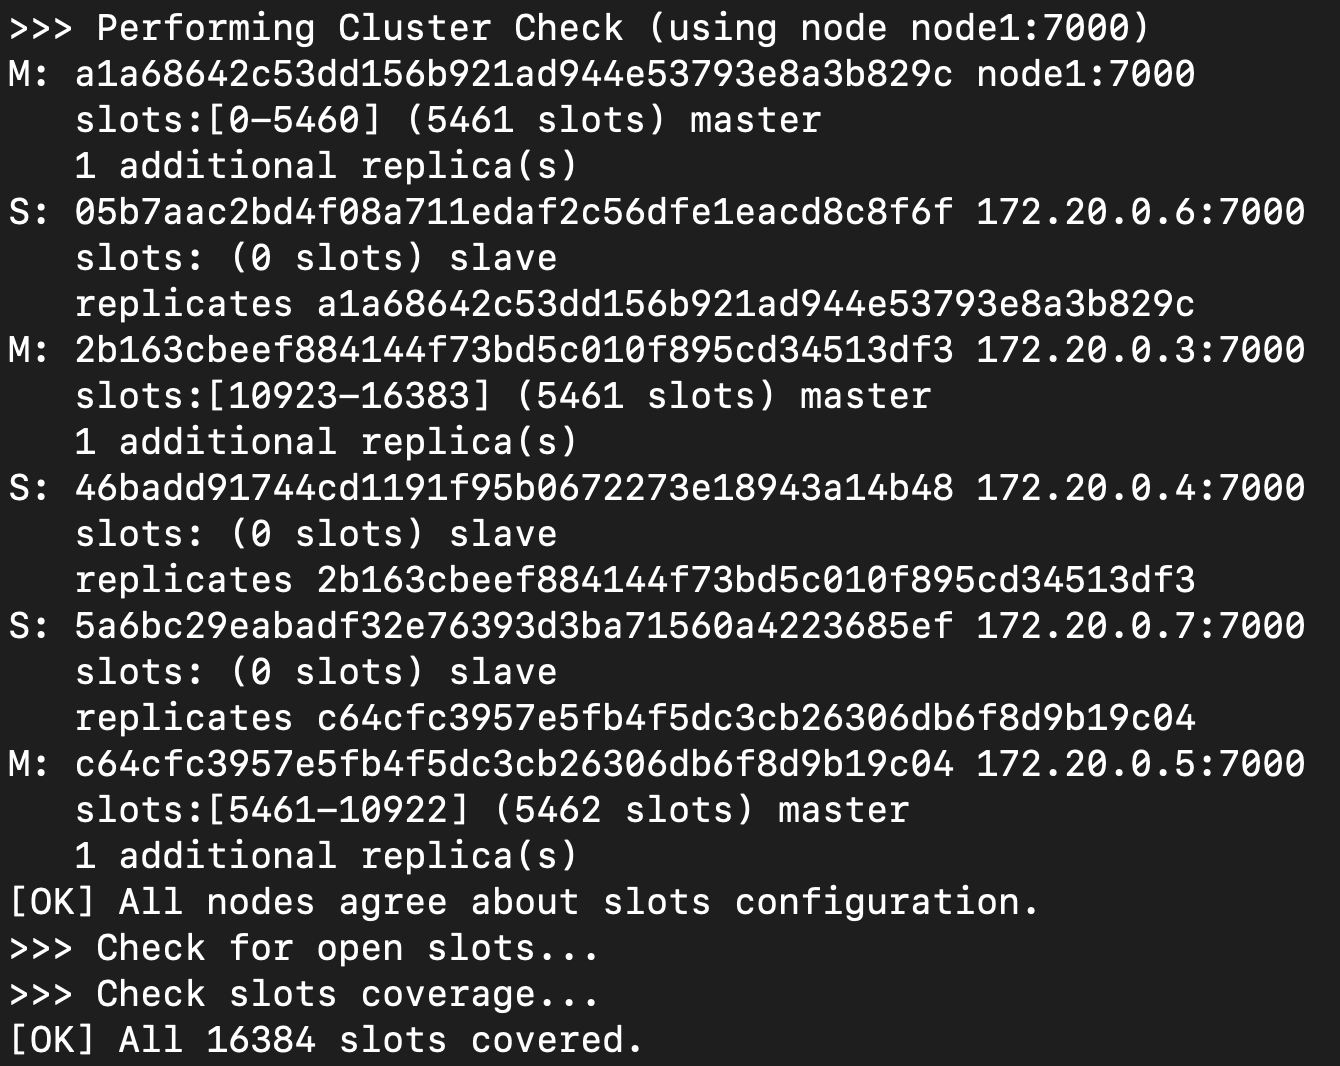 >>> Performing Cluster Check (using node node1:7000)
M: a1a68642c53dd156b921ad944e53793e8a3b829c node1:7000
   slots:[0-5460] (5461 slots) master
   1 additional replica(s)
S: 05b7aac2bd4f08a711edaf2c56dfe1eacd8c8f6f 172.20.0.6:7000
   slots: (0 slots) slave
   replicates a1a68642c53dd156b921ad944e53793e8a3b829c
M: 2b163cbeef884144f73bd5c010f895cd34513df3 172.20.0.3:7000
   slots:[10923-16383] (5461 slots) master
   1 additional replica(s)
S: 46badd91744cd1191f95b0672273e18943a14b48 172.20.0.4:7000
   slots: (0 slots) slave
   replicates 2b163cbeef884144f73bd5c010f895cd34513df3
S: 5a6bc29eabadf32e76393d3ba71560a4223685ef 172.20.0.7:7000
   slots: (0 slots) slave
   replicates c64cfc3957e5fb4f5dc3cb26306db6f8d9b19c04
M: c64cfc3957e5fb4f5dc3cb26306db6f8d9b19c04 172.20.0.5:7000
   slots:[5461-10922] (5462 slots) master
   1 additional replica(s)
[OK] All nodes agree about slots configuration.
>>> Check for open slots...
>>> Check slots coverage...
[OK] All 16384 slots covered.